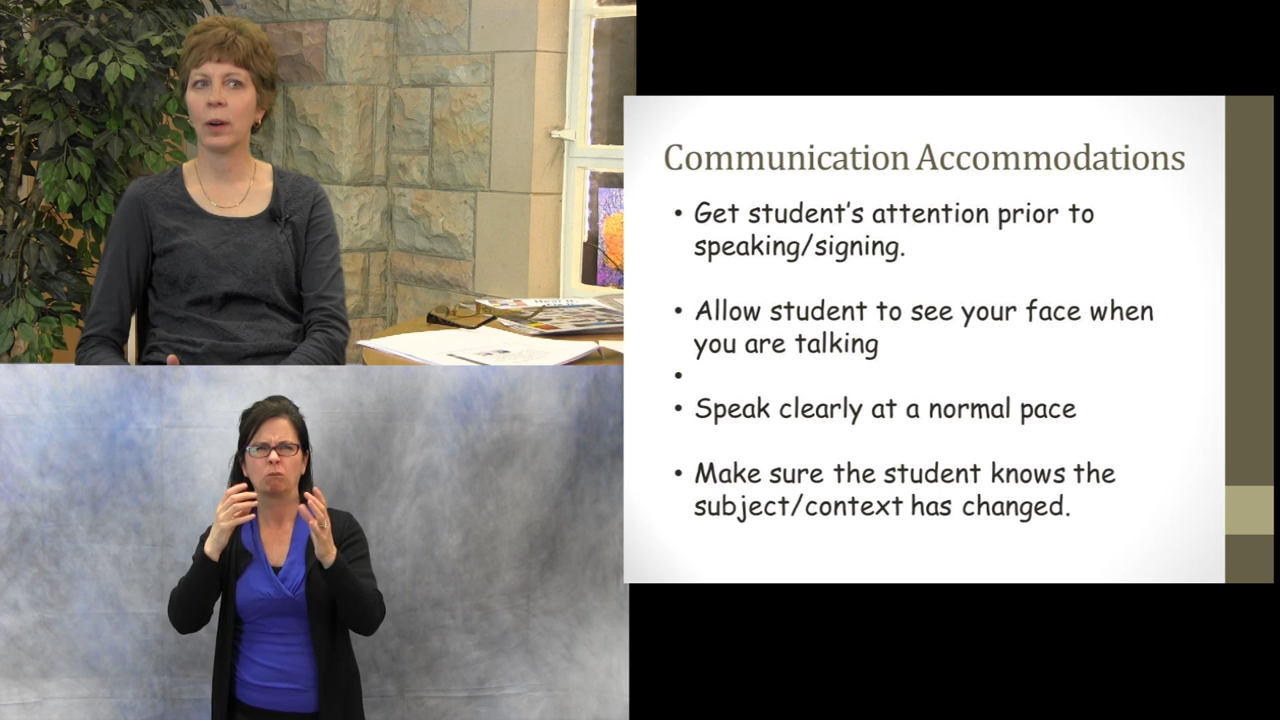 Communication Accommodations
• Get student's attention prior to
speaking/signing.
• Allow student to see your face when
you are talking
•
• Speak clearly at a normal pace
• Make sure the student knows the
subject/context has changed.